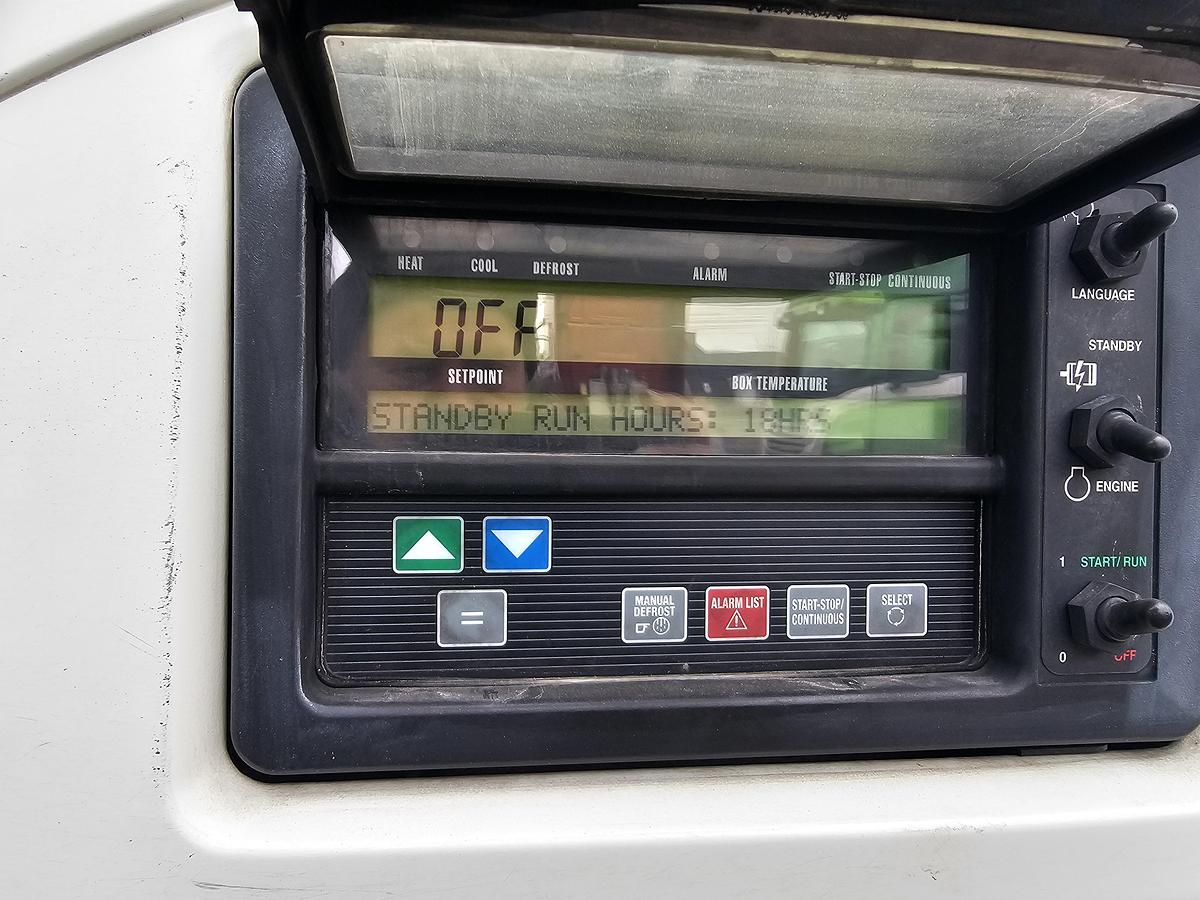 HEAT COOL DEFROST ALARM START-STOP CONTINUOUS
OFF
SETPOINT BOX TEMPERATURE
STANDBY RUN HOURS: 18HRS
=
MANUAL
DEFROST
ALARM LIST
START-STOP/
CONTINUOUS
SELECT
LANGUAGE
STANDBY
ENGINE
1 START/RUN
0 OFF